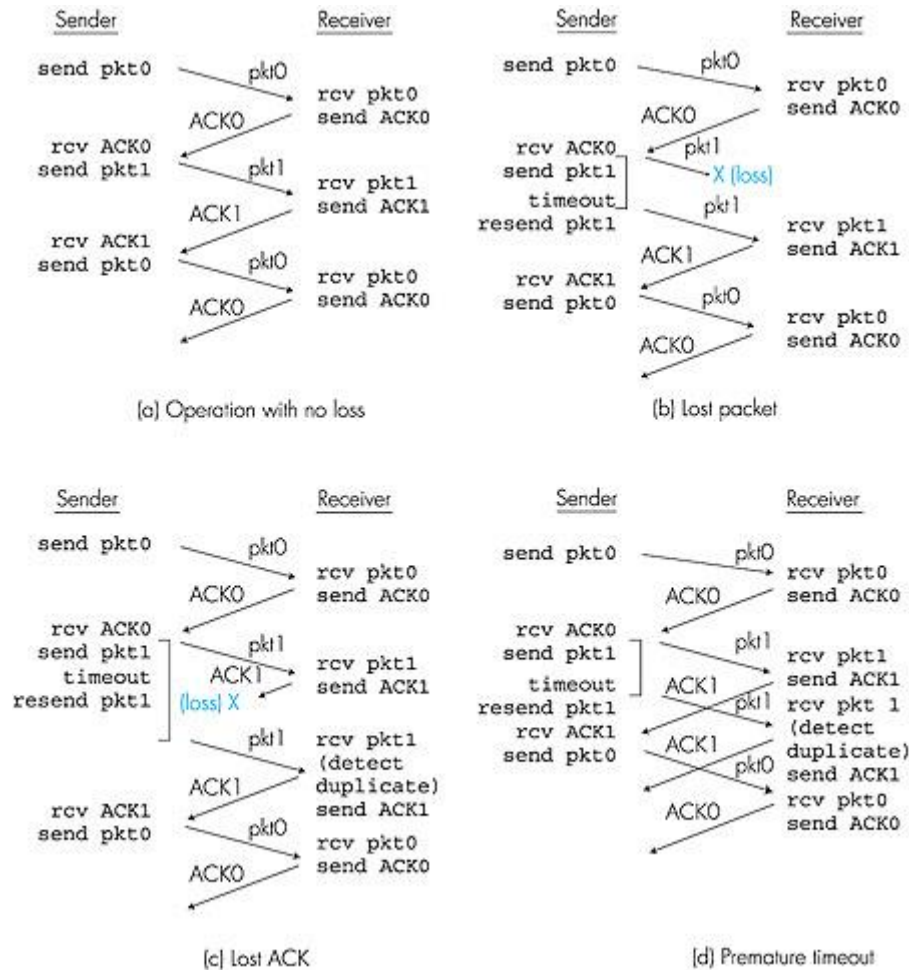 Sender
Receiver
send pkt0
pkt0
rcv pkt0
send ACK0
ACK0
rcv ACK0
send pkt1
pkt1
rcv pkt1
send ACK1
ACK1
rcv ACK1
send pkt0
pkt0
rcv pkt0
send ACK0
ACK0
(a) Operation with no loss
Sender
Receiver
send pkt0
pkt0
rcv pkt0
send ACK0
ACK0
rcv ACK0
send pkt1
pkt1
X (loss)
timeout
resend pkt1
pkt1
rcv pkt1
send ACK1
ACK1
rcv ACK1
send pkt0
pkt0
rcv pkt0
send ACK0
ACK0
(b) Lost packet
Sender
Receiver
send pkt0
pkt0
rcv pkt0
send ACK0
ACK0
rcv ACK0
send pkt1
pkt1
rcv pkt1
send ACK1
ACK1
(loss) X
timeout
resend pkt1
pkt1
rcv pkt1
(detect
duplicate)
send ACK1
ACK1
rcv ACK1
send pkt0
pkt0
rcv pkt0
send ACK0
ACK0
(c) Lost ACK
Sender
Receiver
send pkt0
pkt0
rcv pkt0
send ACK0
ACK0
rcv ACK0
send pkt1
pkt1
rcv pkt1
send ACK1
ACK1
timeout
resend pkt1
pkt1
rcv pkt 1
(detect
duplicate)
send ACK1
rcv ACK1
send pkt0
ACK1
pkt0
rcv pkt0
send ACK0
ACK0
(d) Premature timeout